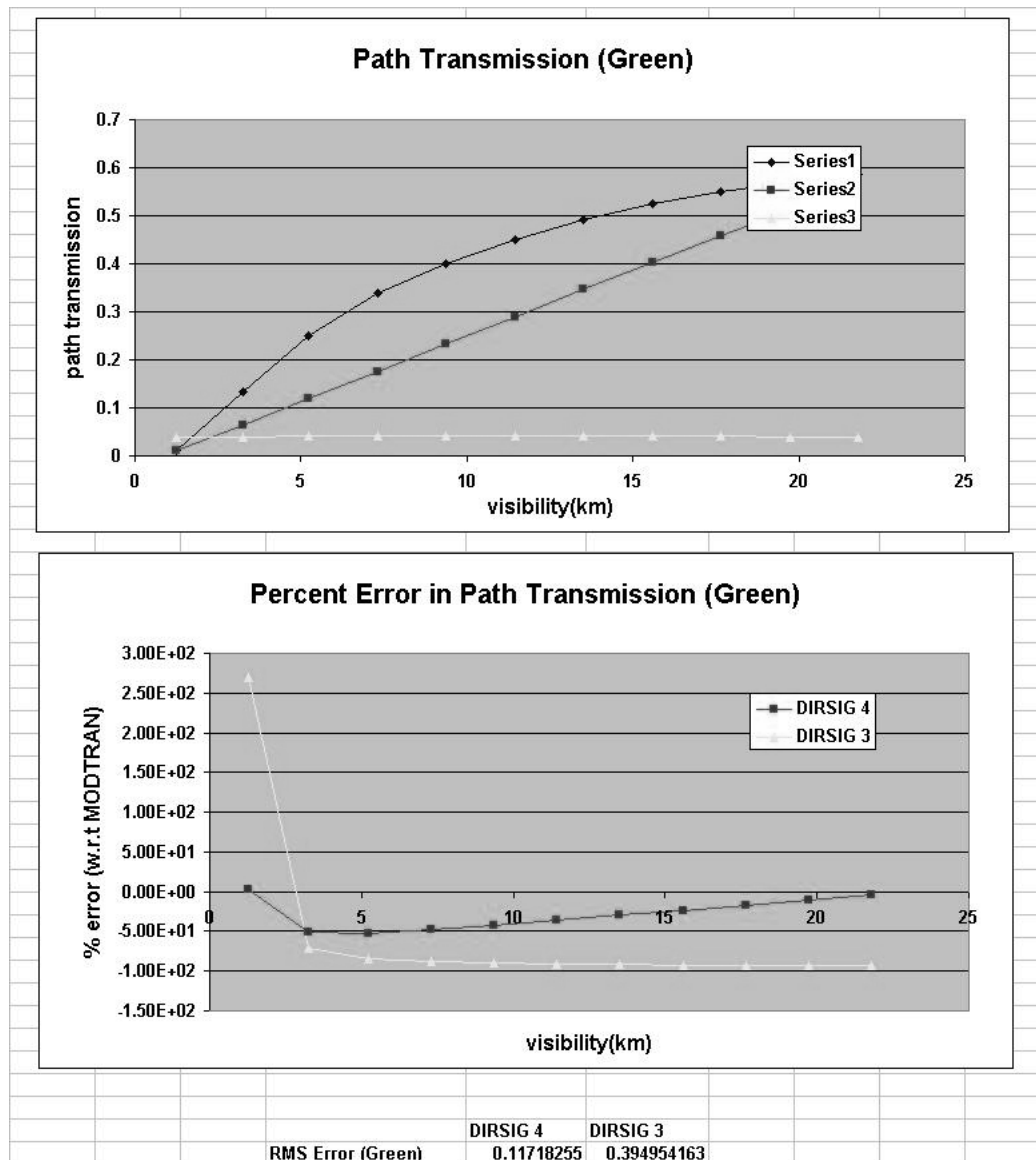 Path Transmission (Green)
0.7
0.6
0.5
0.4
0.3
0.2
0.1
0
path transmission
Series1
Series2
Series3
0 5 10 15 20 25
visibility(km)
Percent Error in Path Transmission (Green)
3.00E+02
2.50E+02
2.00E+02
1.50E+02
1.00E+02
5.00E+01
0.00E+00
-5.00E+01
-1.00E+02
-1.50E+02
% error (w.r.t MODTRAN)
DIRSIG 4
DIRSIG 3
0 5 10 15 20 25
visibility(km)
DIRSIG 4 DIRSIG 3
RMS Error (Green) 0.11718255 0.394954163